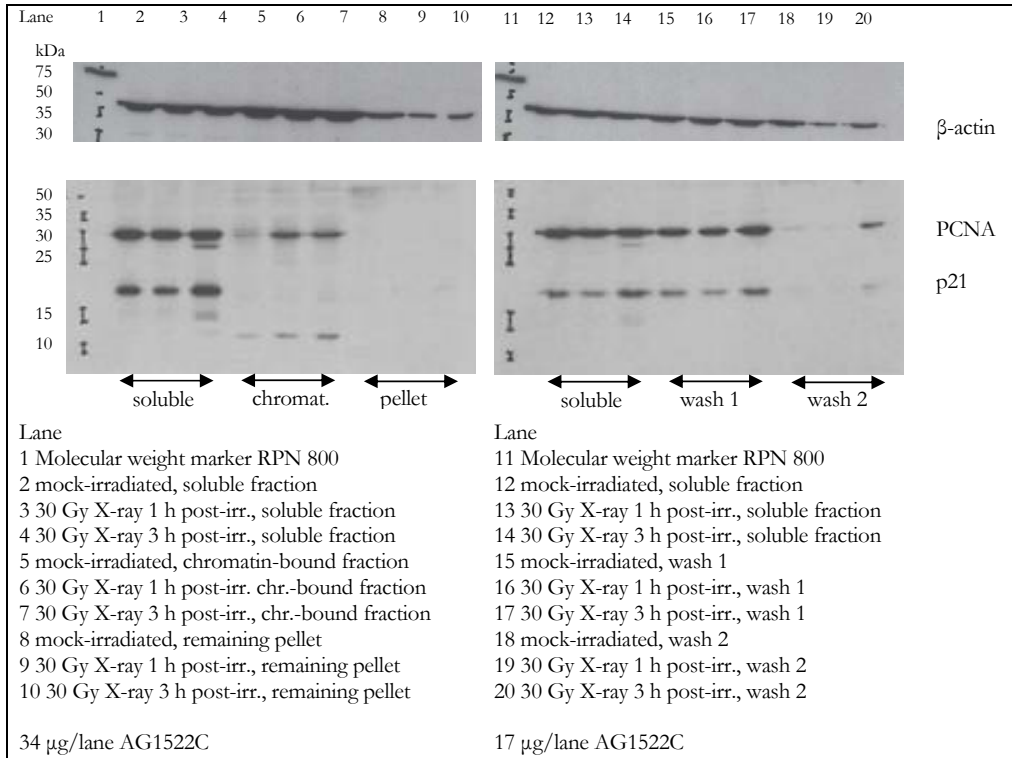 Lane 1 2 3 4 5 6 7 8 9 10 11 12 13 14 15 16 17 18 19 20
kDa
75
50
35
30
β-actin
50
35
30
25
15
10
PCNA
p21
soluble chromat. pellet soluble wash 1 wash 2
Lane
1 Molecular weight marker RPN 800
2 mock-irradiated, soluble fraction
3 30 Gy X-ray 1 h post-irr., soluble fraction
4 30 Gy X-ray 3 h post-irr., soluble fraction
5 mock-irradiated, chromatin-bound fraction
6 30 Gy X-ray 1 h post-irr. chr.-bound fraction
7 30 Gy X-ray 3 h post-irr., chr.-bound fraction
8 mock-irradiated, remaining pellet
9 30 Gy X-ray 1 h post-irr., remaining pellet
10 30 Gy X-ray 3 h post-irr., remaining pellet
34 μg/lane AG1522C
Lane
11 Molecular weight marker RPN 800
12 mock-irradiated, soluble fraction
13 30 Gy X-ray 1 h post-irr., soluble fraction
14 30 Gy X-ray 3 h post-irr., soluble fraction
15 mock-irradiated, wash 1
16 30 Gy X-ray 1 h post-irr., wash 1
17 30 Gy X-ray 3 h post-irr., wash 1
18 mock-irradiated, wash 2
19 30 Gy X-ray 1 h post-irr., wash 2
20 30 Gy X-ray 3 h post-irr., wash 2
17 μg/lane AG1522C